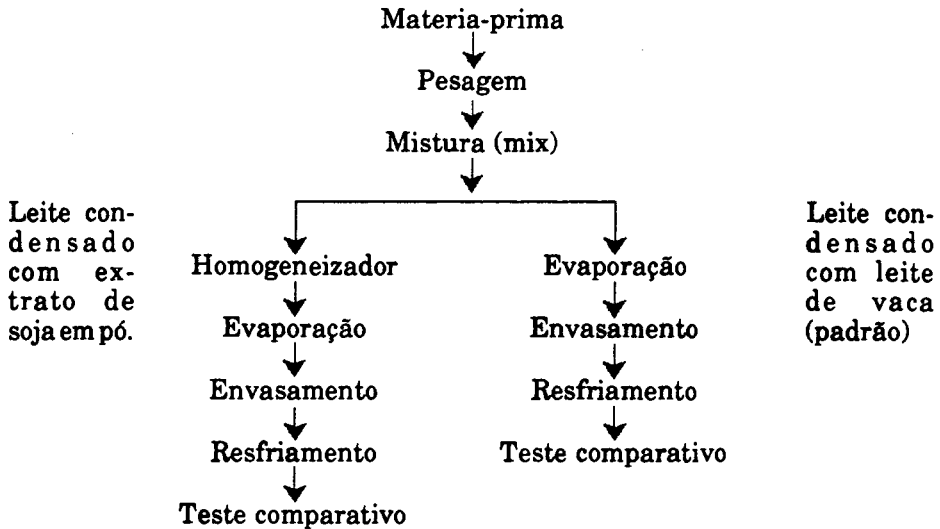 Materia-prima
Pesagem
Mistura (mix)
Leite con-
densado
com ex-
trato de
soja em pó.
Homogeneizador
Evaporação
Envasamento
Resfriamento
Teste comparativo
Evaporação
Envasamento
Resfriamento
Teste comparativo
Leite con-
densado
com leite
de vaca
(padrão)